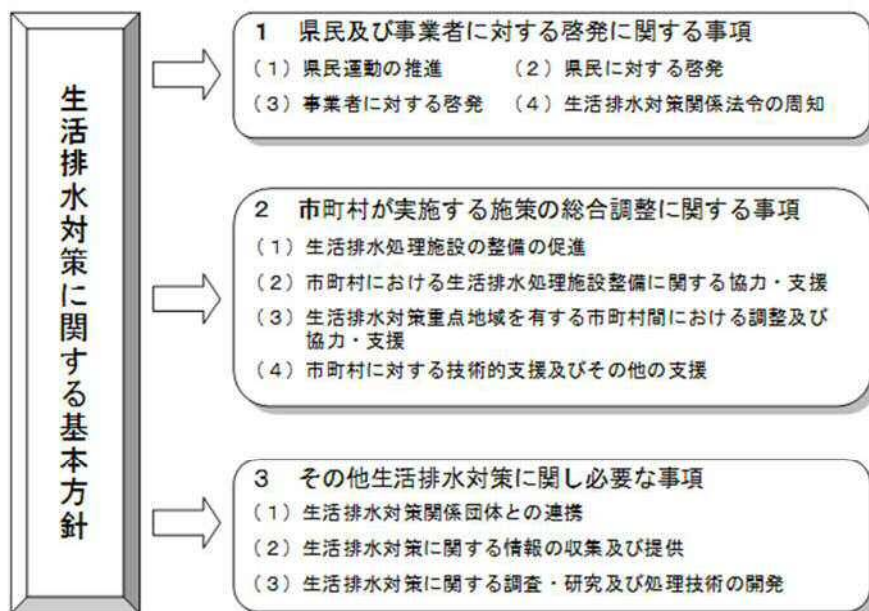 生活排水対策に関する基本方針
1 県民及び事業者に対する啓発に関する事項
（1）県民運動の推進 （2）県民に対する啓発
（3）事業者に対する啓発 （4）生活排水対策関係法令の周知
2 市町村が実施する施策の総合調整に関する事項
（1）生活排水処理施設の整備の促進
（2）市町村における生活排水処理施設整備に関する協力・支援
（3）生活排水対策重点地域を有する市町村間における調整及び
協力・支援
（4）市町村に対する技術的支援及びその他の支援
3 その他生活排水対策に関し必要な事項
（1）生活排水対策関係団体との連携
（2）生活排水対策に関する情報の収集及び提供
（3）生活排水対策に関する調査・研究及び処理技術の開発